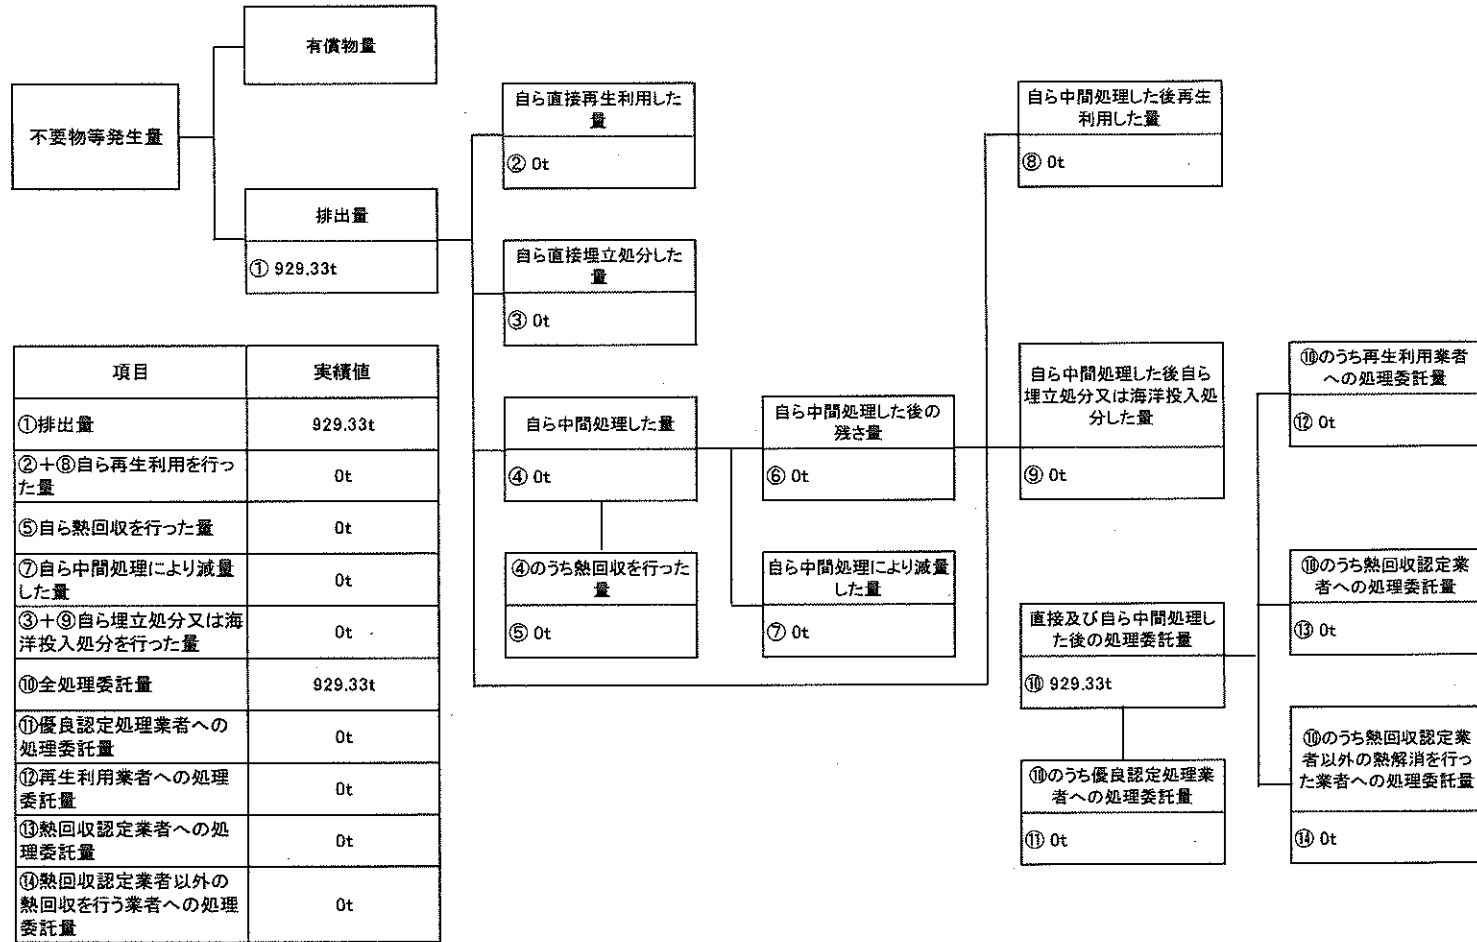 有償物量
不要物等発生量
排出量
① 929.33t
自ら直接再生利用した
量
② 0t
自ら直接埋立処分した
量
③ 0t
自ら中間処理した量
④ 0t
④のうち熱回収を行った
量
⑤ 0t
自ら中間処理した後の
残さ量
⑥ 0t
自ら中間処理により減量
した量
⑦ 0t
自ら中間処理した後再生
利用した量
⑧ 0t
自ら中間処理した後自ら
埋立処分又は海洋投入処
分した量
⑨ 0t
直接及び自ら中間処理し
た後の処理委託量
⑩ 929.33t
⑩のうち優良認定処理業
者への処理委託量
⑪ 0t
⑩のうち再生利用業者
への処理委託量
⑫ 0t
⑩のうち熱回収認定業
者への処理委託量
⑬ 0t
⑩のうち熱回収認定業
者以外の熱解消を行っ
た業者への処理委託量
⑭ 0t
項目 実績値
①排出量 929.33t
②+⑧自ら再生利用を行っ
た量 0t
⑤自ら熱回収を行った量 0t
⑦自ら中間処理により減量
した量 0t
③+⑨自ら埋立処分又は海
洋投入処分を行った量 0t
⑩全処理委託量 929.33t
⑪優良認定処理業者への
処理委託量 0t
⑫再生利用業者への処理
委託量 0t
⑬熱回収認定業者への処
理委託量 0t
⑭熱回収認定業者以外の
熱回収を行う業者への処理
委託量 0t